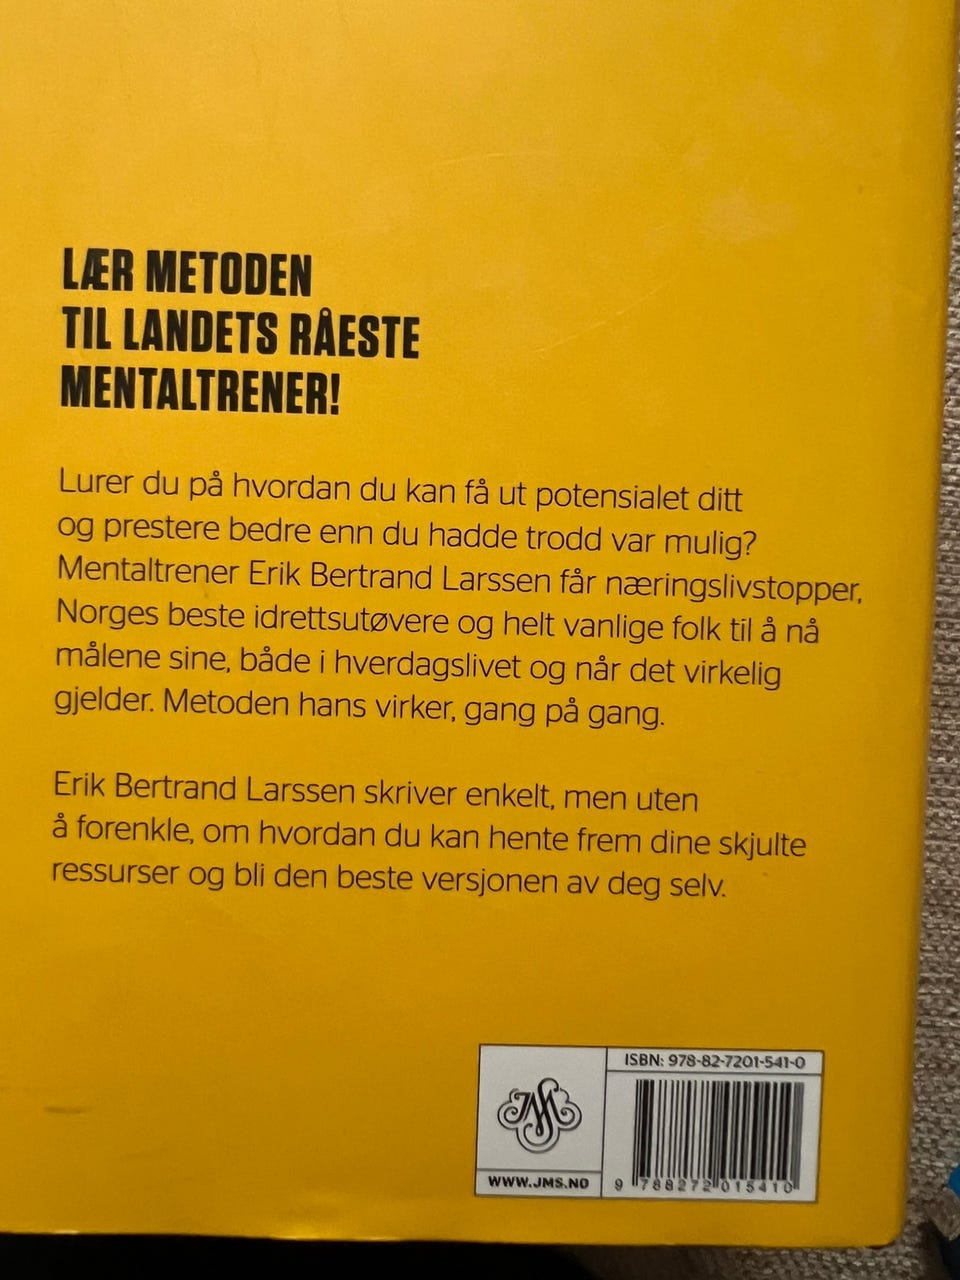 LÆR METODEN
TIL LANDETS RÅESTE
MENTALTRENER!
Lurer du på hvordan du kan få ut potensialet ditt
og prestere bedre enn du hadde trodd var mulig?
Mentaltrener Erik Bertrand Larssen får næringslivstopper,
Norges beste idrettsutøvere og helt vanlige folk til å nå
målene sine, både i hverdagslivet og når det virkelig
gjelder. Metoden hans virker, gang på gang.
Erik Bertrand Larssen skriver enkelt, men uten
å forenkle, om hvordan du kan hente frem dine skjulte
ressurser og bli den beste versjonen av deg selv.
ISBN: 978-82-7201-541-0
JMS
WWW.JMS.NO
9 788272 015410